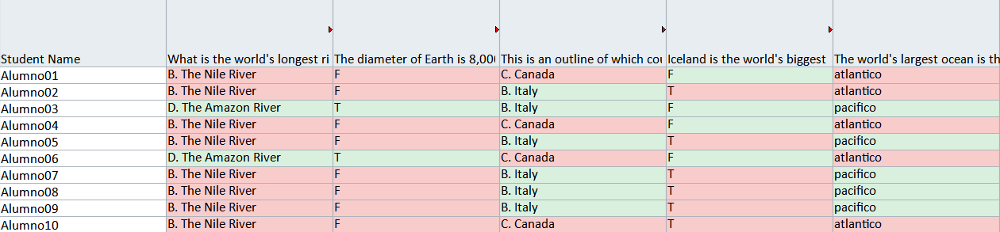 Student Name What is the world's longest ri The diameter of Earth is 8,00 This is an outline of which cou Iceland is the world's biggest The world's largest ocean is th
Alumno01 B. The Nile River F C. Canada F atlantico
Alumno02 B. The Nile River F B. Italy T atlantico
Alumno03 D. The Amazon River T B. Italy F pacifico
Alumno04 B. The Nile River F C. Canada F atlantico
Alumno05 B. The Nile River F B. Italy T pacifico
Alumno06 D. The Amazon River T C. Canada F atlantico
Alumno07 B. The Nile River F B. Italy T pacifico
Alumno08 B. The Nile River F B. Italy T pacifico
Alumno09 B. The Nile River F B. Italy T pacifico
Alumno10 B. The Nile River F C. Canada T atlantico